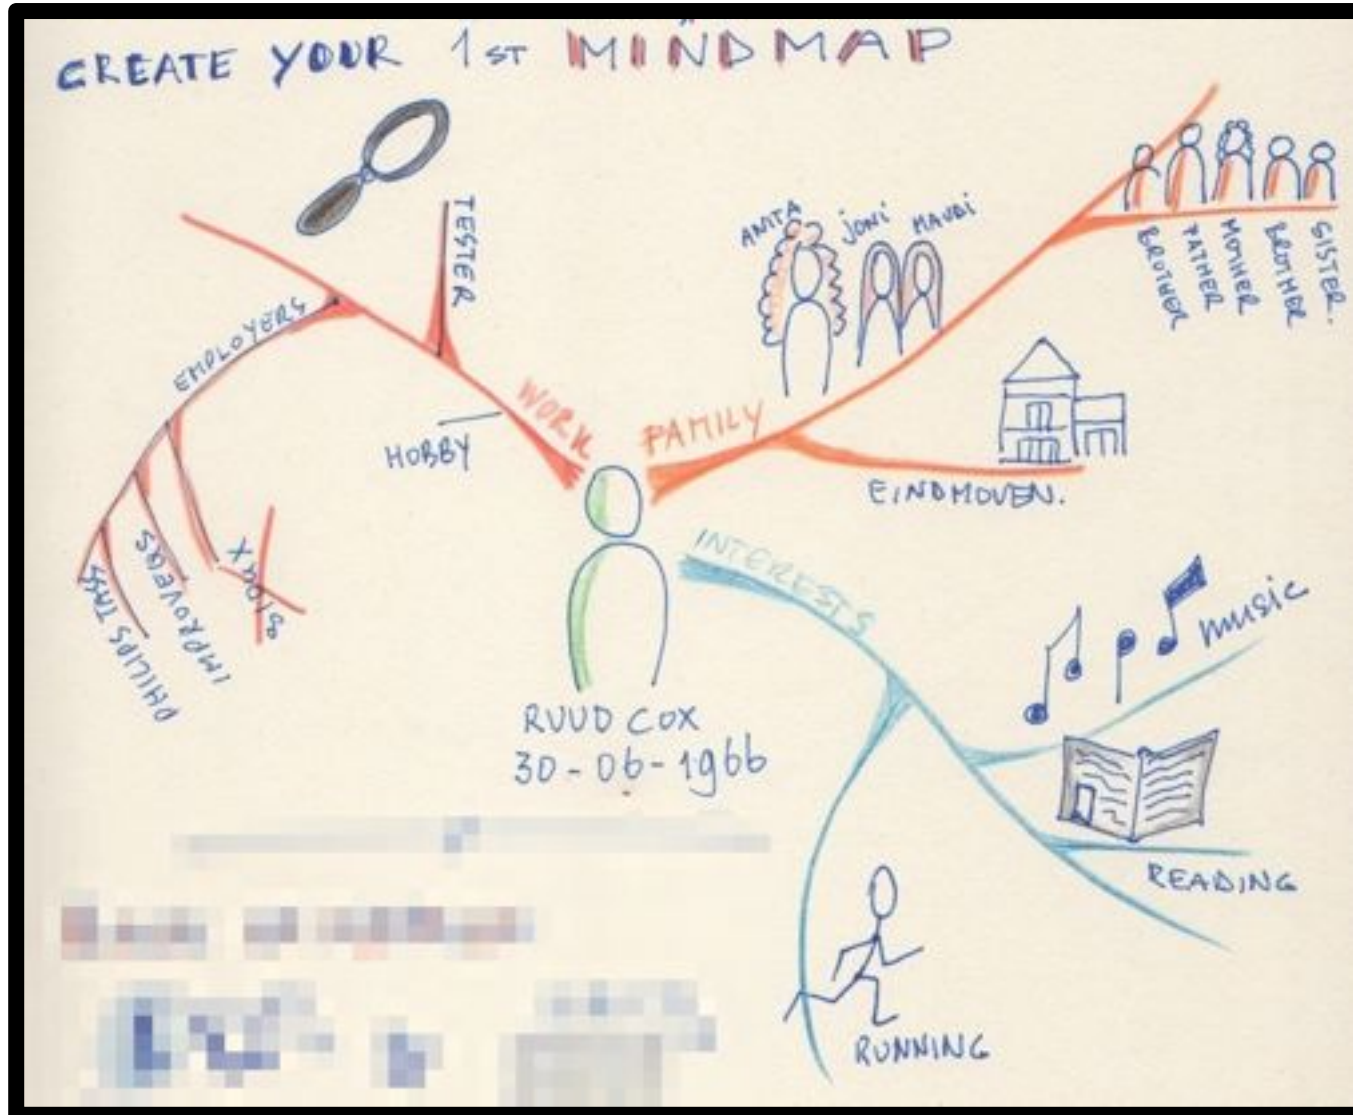 CREATE YOUR 1ST MINDMAP
TESTER
EMPLOYERS
WORK
HOBBY
SIOUX
IMPROVEQS
PHILIPS TASS
ANITA
JONI
MAUDI
BROTHER
FATHER
MOTHER
BROTHER
SISTER.
FAMILY
EINDHOVEN.
INTERESTS
MUSIC
READING
RUNNING
RUUD COX
30-06-1966